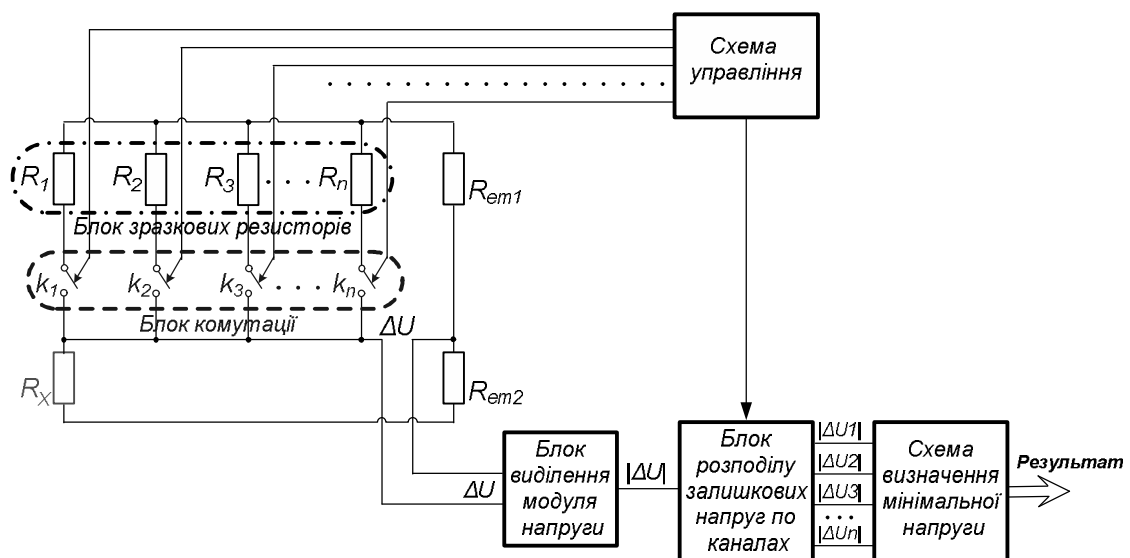 Схема
управління
R1 R2 R3 . . . Rn
Rет1
Блок зразкових резисторів
k1 k2 k3 . . . kn
Блок комутації
ΔU
RX
Rет2
Блок
виділення
модуля
напруги
ΔU
|ΔU|
Блок
розподілу
залишкових
напруг по
каналах
|ΔU1|
|ΔU2|
|ΔU3|
. . .
|ΔUn|
Схема
визначення
мінімальної
напруги
Результат